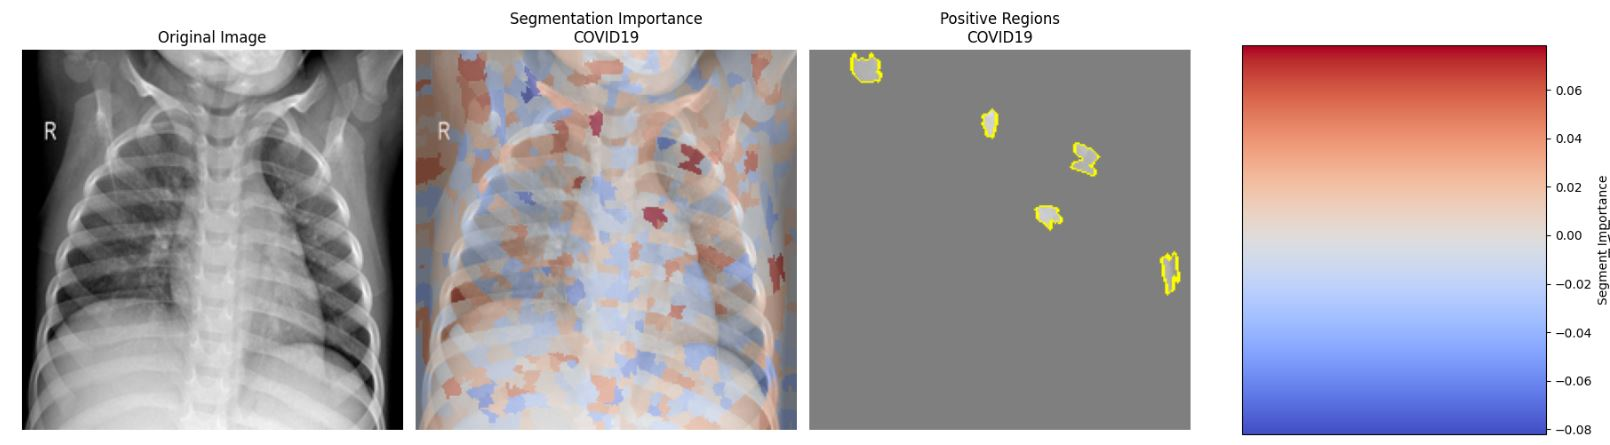 Original Image
R
Segmentation Importance
COVID19
R
Positive Regions
COVID19
0.06
0.04
0.02
0.00
−0.02
−0.04
−0.06
−0.08
Segment Importance